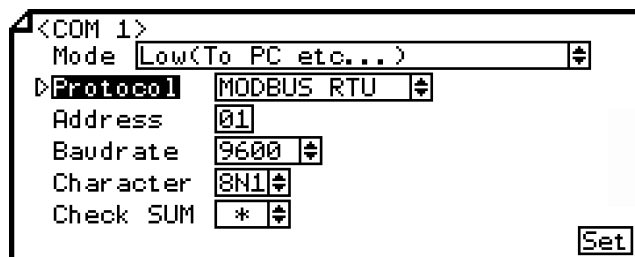 <COM 1>
Mode Low(To PC etc...)
Protocol MODBUS RTU
Address 01
Baudrate 9600
Character 8N1
Check SUM *
Set